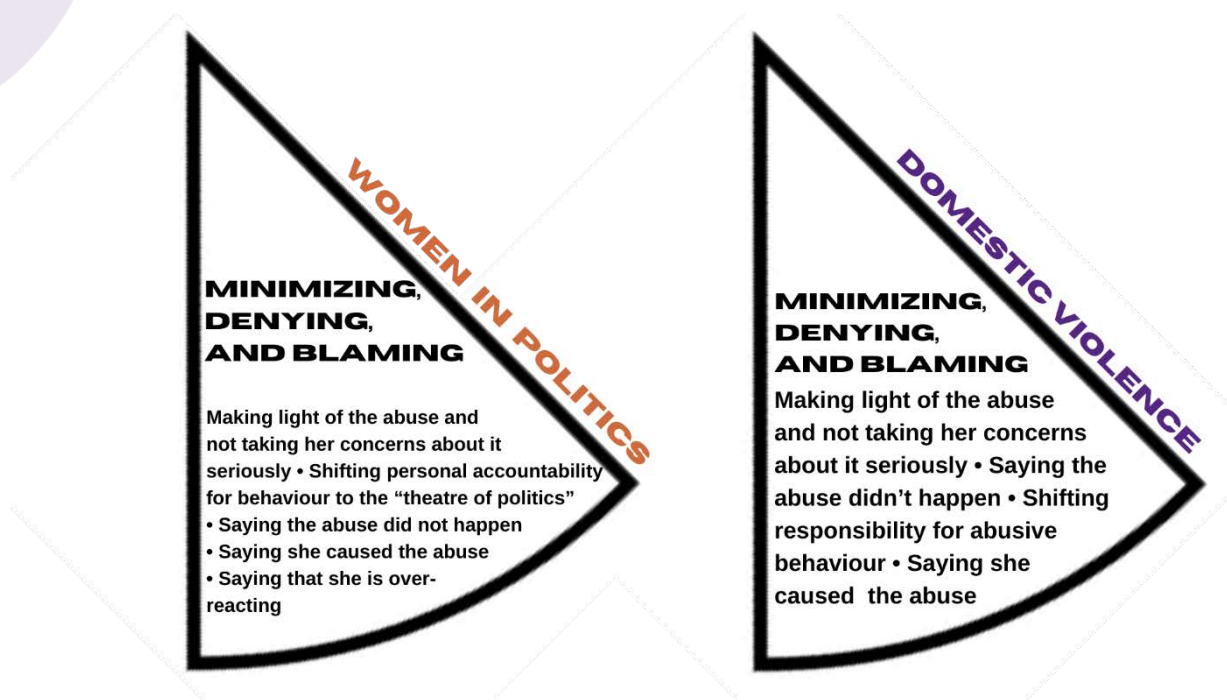 WOMEN IN POLITICS
MINIMIZING,
DENYING,
AND BLAMING
Making light of the abuse and
not taking her concerns about it
seriously • Shifting personal accountability
for behaviour to the “theatre of politics”
• Saying the abuse did not happen
• Saying she caused the abuse
• Saying that she is over-
reacting
DOMESTIC VIOLENCE
MINIMIZING,
DENYING,
AND BLAMING
Making light of the abuse
and not taking her concerns
about it seriously • Saying the
abuse didn’t happen • Shifting
responsibility for abusive
behaviour • Saying she
caused  the abuse